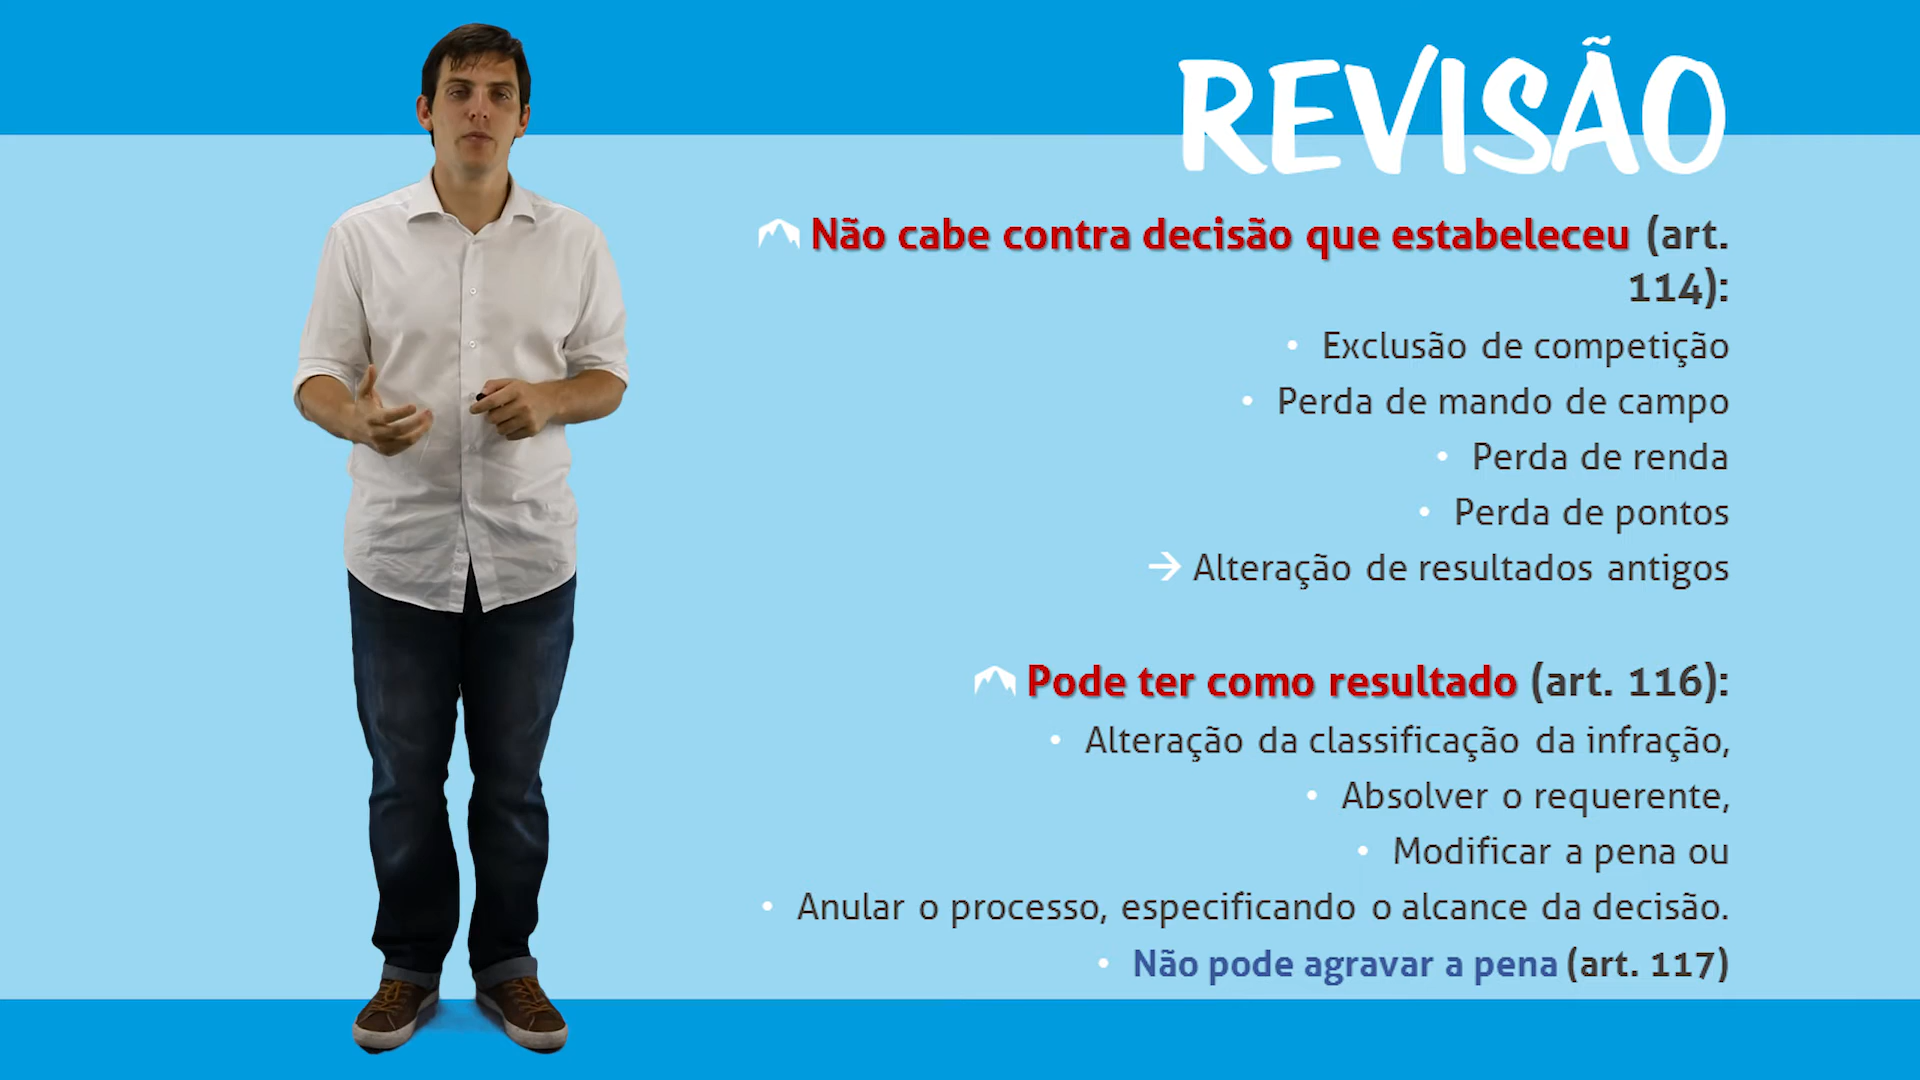 REVISÃO
Não cabe contra decisão que estabeleceu (art.
114):
• Exclusão de competição
• Perda de mando de campo
• Perda de renda
• Perda de pontos
→ Alteração de resultados antigos
Pode ter como resultado (art. 116):
• Alteração da classificação da infração,
• Absolver o requerente,
• Modificar a pena ou
• Anular o processo, especificando o alcance da decisão.
• Não pode agravar a pena (art. 117)